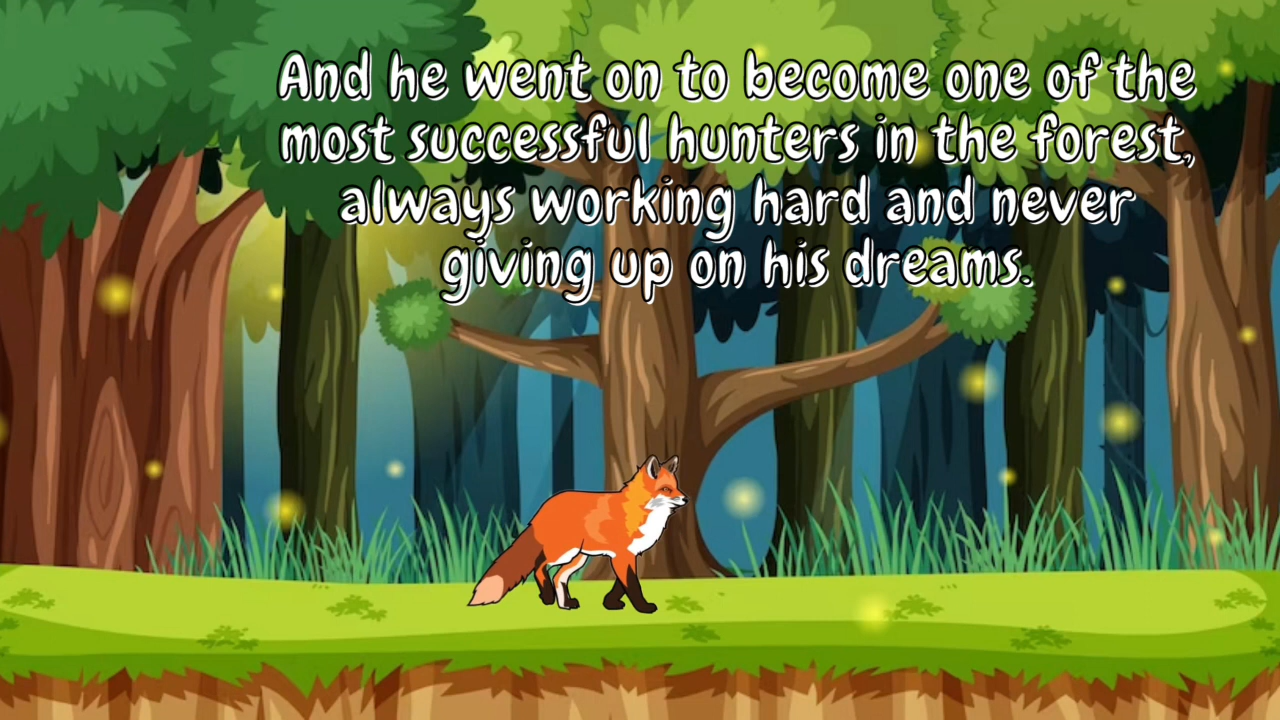 And he went on to become one of the
most successful hunters in the forest,
always working hard and never
giving up on his dreams.